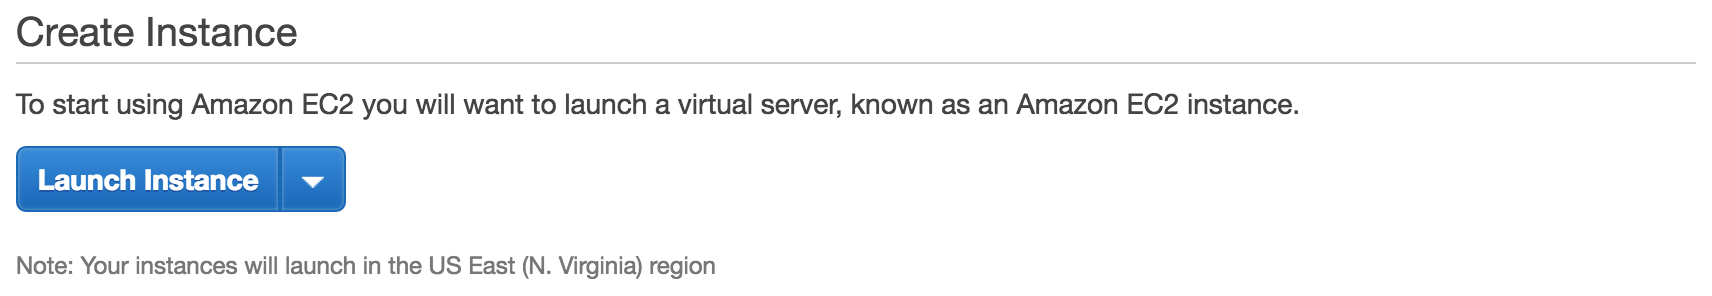 Create Instance
To start using Amazon EC2 you will want to launch a virtual server, known as an Amazon EC2 instance.
Launch Instance
Note: Your instances will launch in the US East (N. Virginia) region